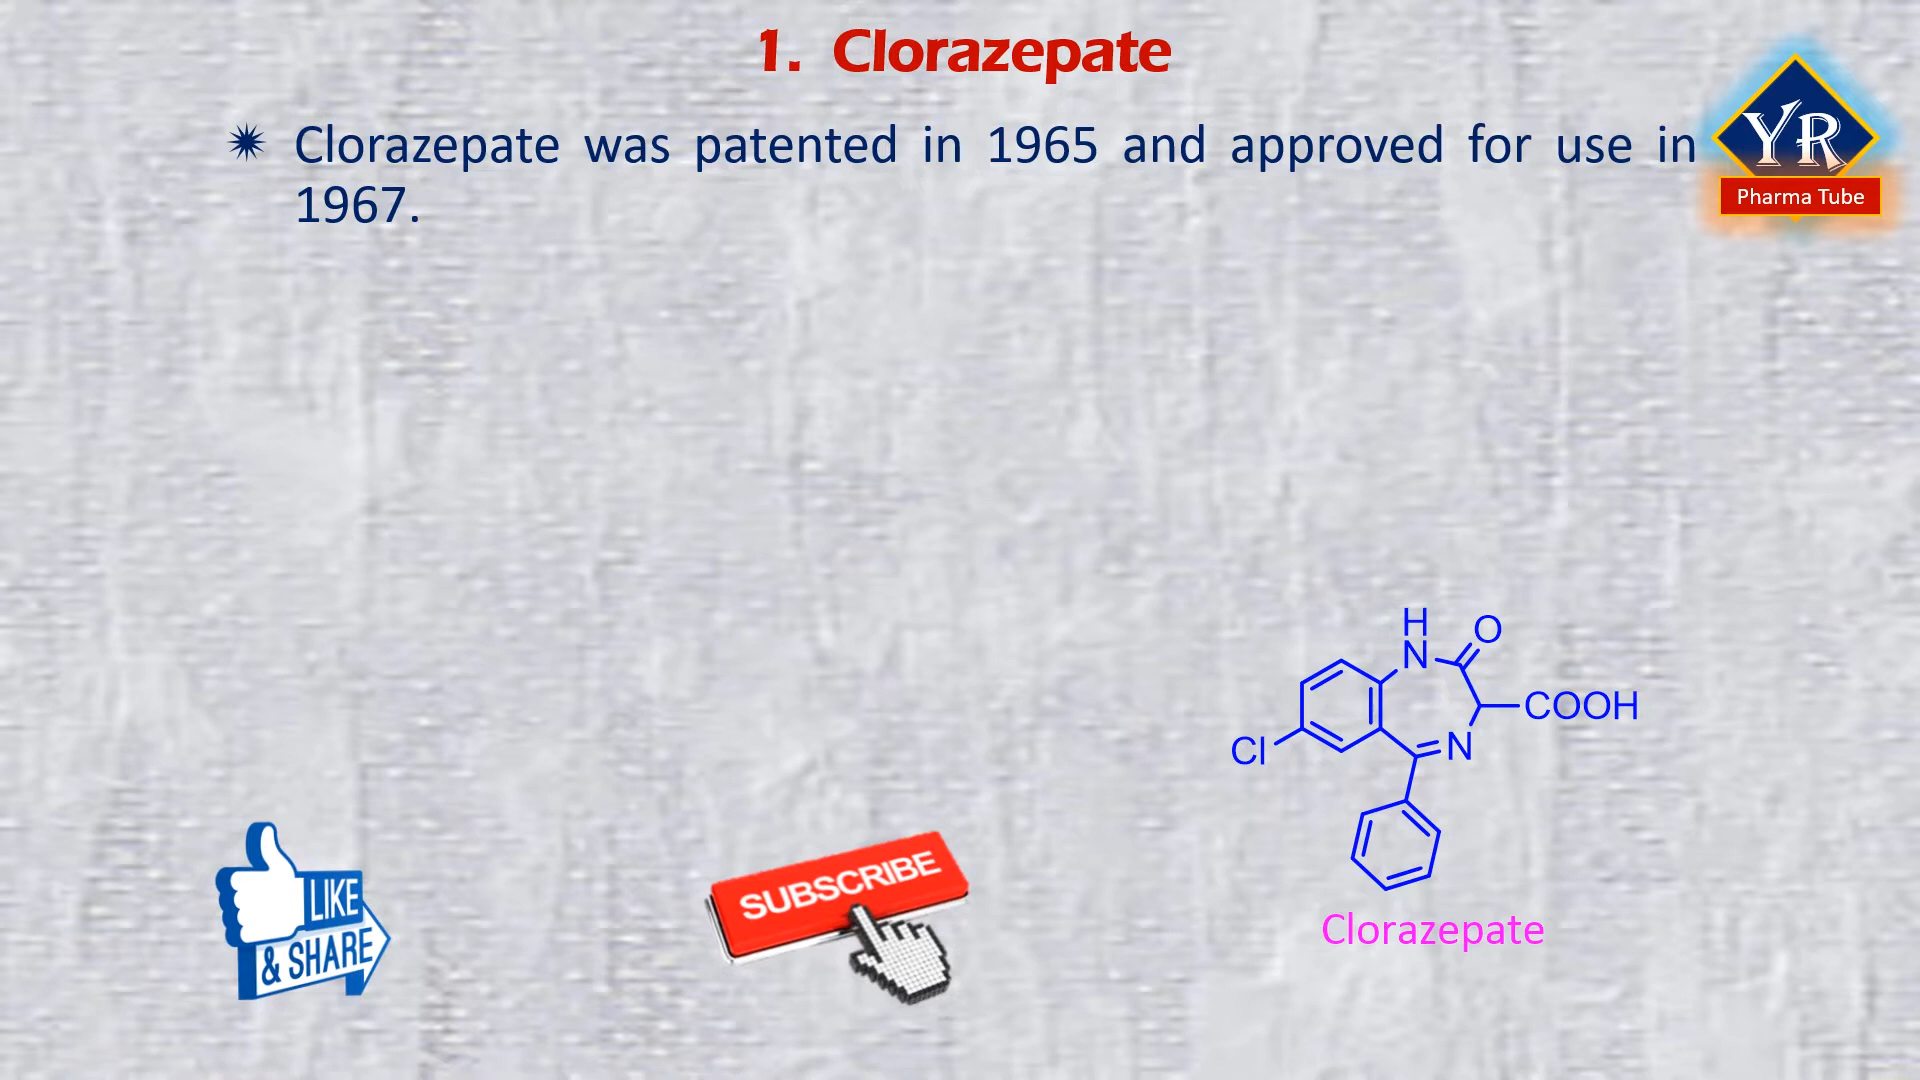 1. Clorazepate
Clorazepate was patented in 1965 and approved for use in
1967.
YR
Pharma Tube
H
N
O
COOH
N
Cl
Clorazepate
LIKE
& SHARE
SUBSCRIBE